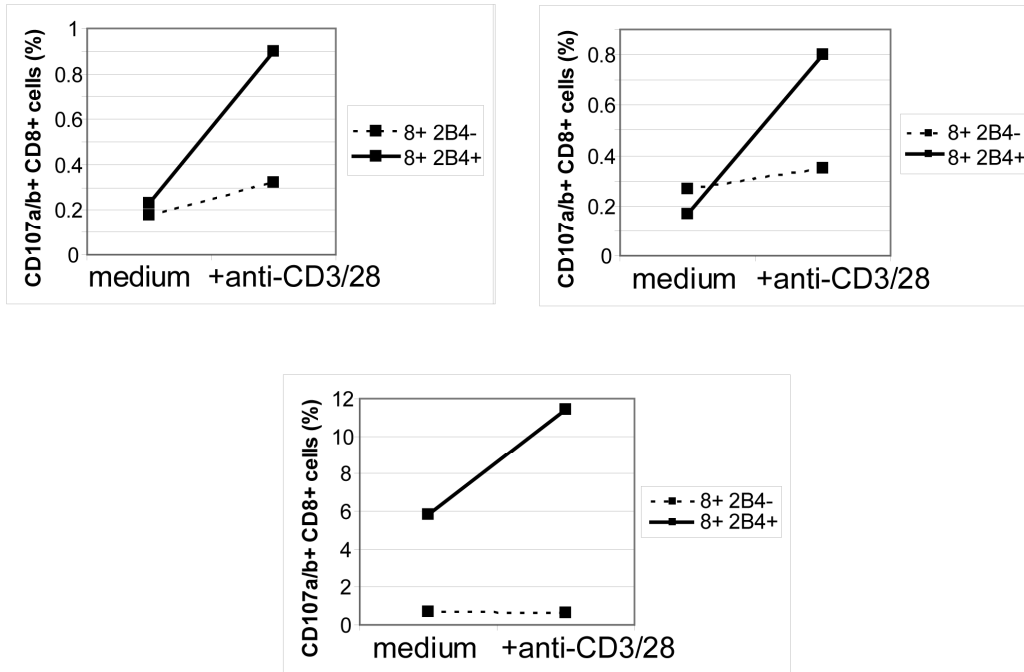 CD107a/b+ CD8+ cells (%)
1
0.8
0.6
0.4
0.2
0
medium +anti-CD3/28
8+ 2B4-
8+ 2B4+
CD107a/b+ CD8+ cells (%)
0.8
0.6
0.4
0.2
0
medium +anti-CD3/28
8+ 2B4-
8+ 2B4+
CD107a/b+ CD8+ cells (%)
12
10
8
6
4
2
0
medium +anti-CD3/28
8+ 2B4-
8+ 2B4+